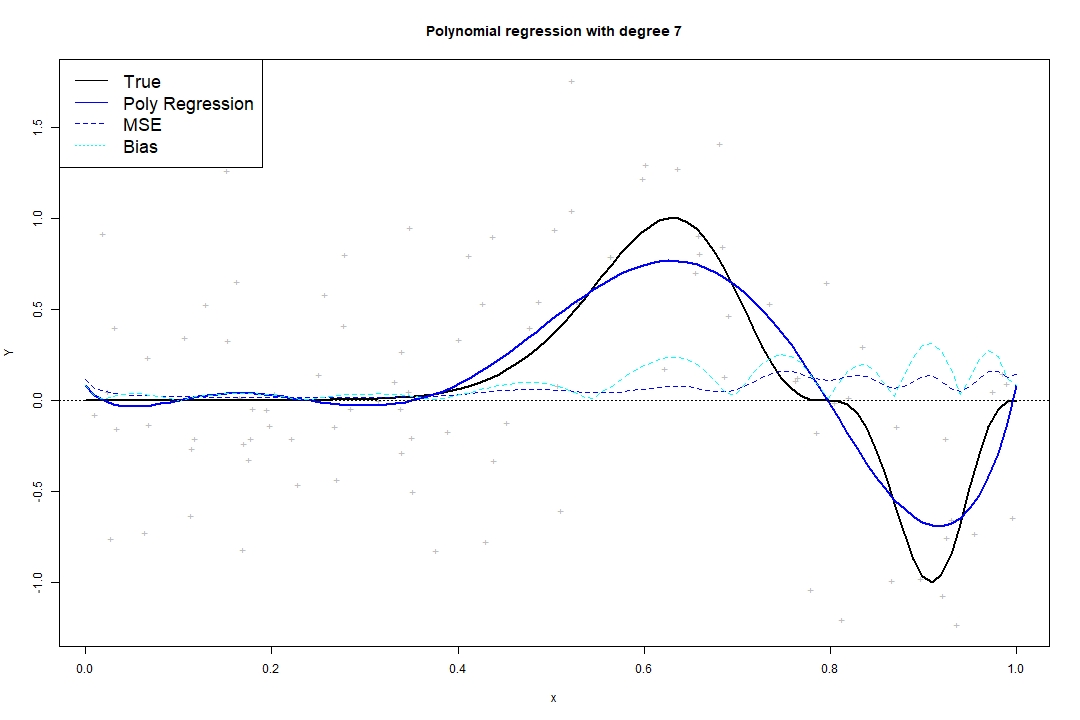 Polynomial regression with degree 7
True
Poly Regression
MSE
Bias
Y
1.5
1.0
0.5
0.0
-0.5
-1.0
0.0 0.2 0.4 0.6 0.8 1.0
x